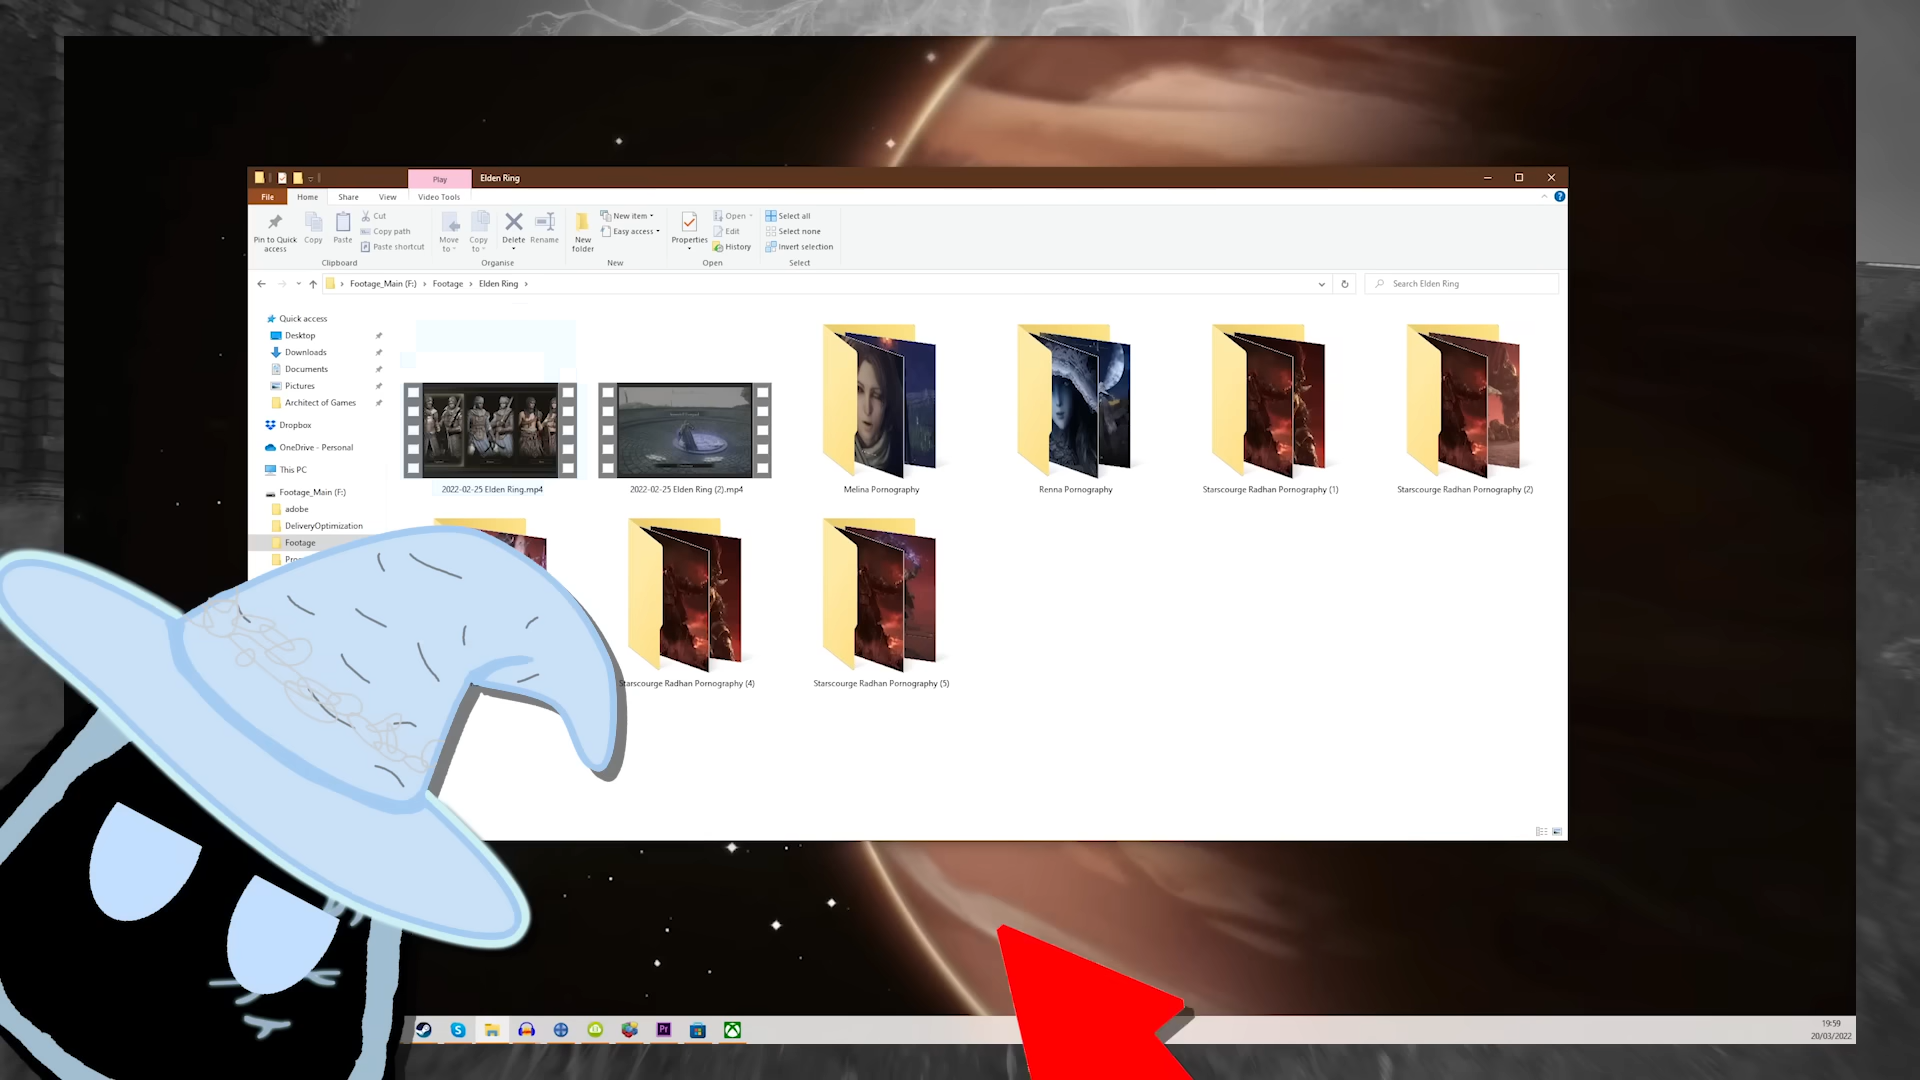 Play
Elden Ring
File
Home
Share
View
Video Tools
Pin to Quick access
Copy
Paste
Cut
Copy path
Paste shortcut
Move to
Copy to
Delete
Rename
New folder
New item
Easy access
Properties
Open
Edit
History
Select all
Select none
Invert selection
Clipboard
Organise
New
Open
Select
Footage_Main (F:)
Footage
Elden Ring
Search Elden Ring
Quick access
Desktop
Downloads
Documents
Pictures
Architect of Games
Dropbox
OneDrive - Personal
This PC
Footage_Main (F:)
adobe
DeliveryOptimization
Footage
2022-02-25 Elden Ring.mp4
2022-02-25 Elden Ring (2).mp4
Melina Pornography
Renna Pornography
Starscourge Radhan Pornography (1)
Starscourge Radhan Pornography (2)
Starscourge Radhan Pornography (4)
Starscourge Radhan Pornography (5)
Pr
19:59
20/03/2022